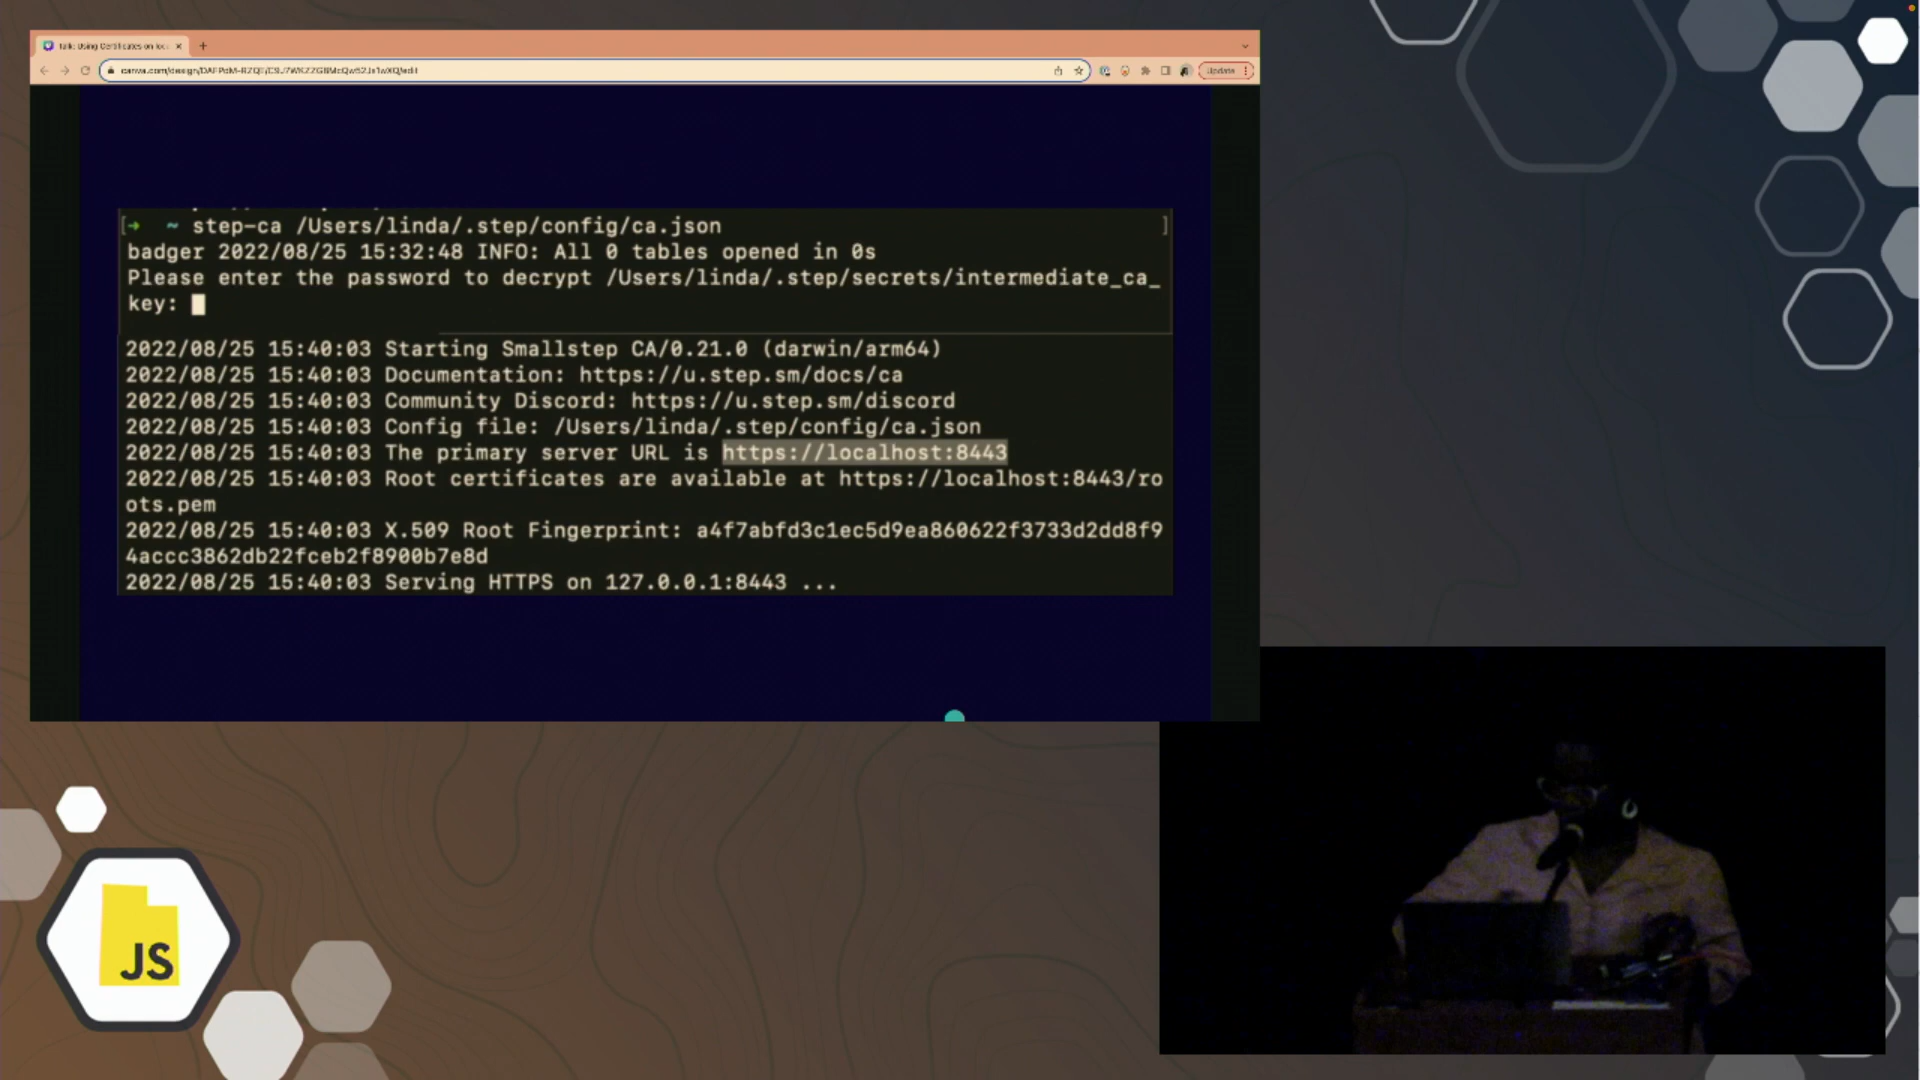 Talk: Using Certificates on loc
Update
[➜ ~ step-ca /Users/linda/.step/config/ca.json ]
badger 2022/08/25 15:32:48 INFO: All 0 tables opened in 0s
Please enter the password to decrypt /Users/linda/.step/secrets/intermediate_ca_
key:
2022/08/25 15:40:03 Starting Smallstep CA/0.21.0 (darwin/arm64)
2022/08/25 15:40:03 Documentation: https://u.step.sm/docs/ca
2022/08/25 15:40:03 Community Discord: https://u.step.sm/discord
2022/08/25 15:40:03 Config file: /Users/linda/.step/config/ca.json
2022/08/25 15:40:03 The primary server URL is https://localhost:8443
2022/08/25 15:40:03 Root certificates are available at https://localhost:8443/ro
ots.pem
2022/08/25 15:40:03 X.509 Root Fingerprint: a4f7abfd3c1ec5d9ea860622f3733d2dd8f9
4accc3862db22fceb2f8900b7e8d
2022/08/25 15:40:03 Serving HTTPS on 127.0.0.1:8443 ...
JS